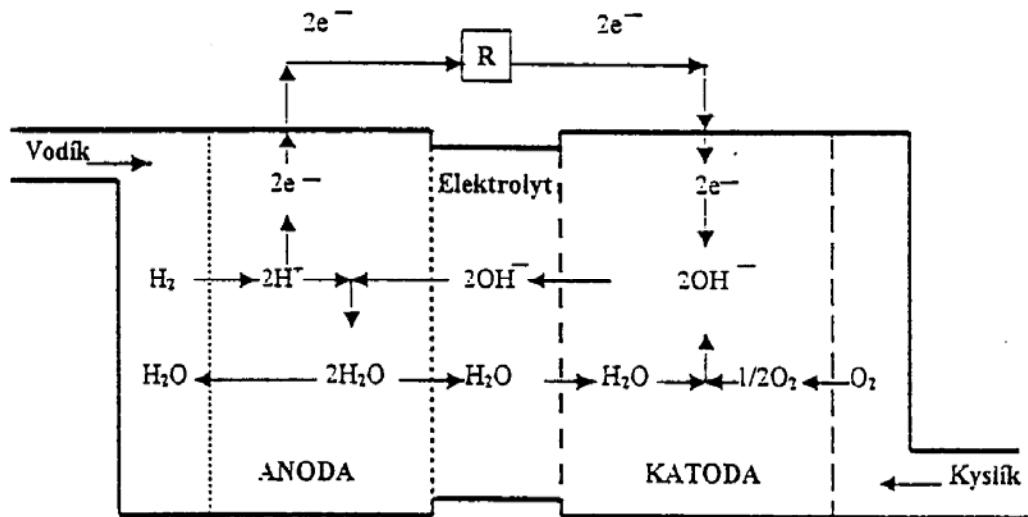 2e⁻ 2e⁻
R
Vodík
2e⁻ Elektrolyt 2e⁻
H₂ 2H⁺ 2OH⁻ 2OH⁻
H₂O 2H₂O H₂O H₂O 1/2O₂ O₂
ANODA KATODA
Kyslík